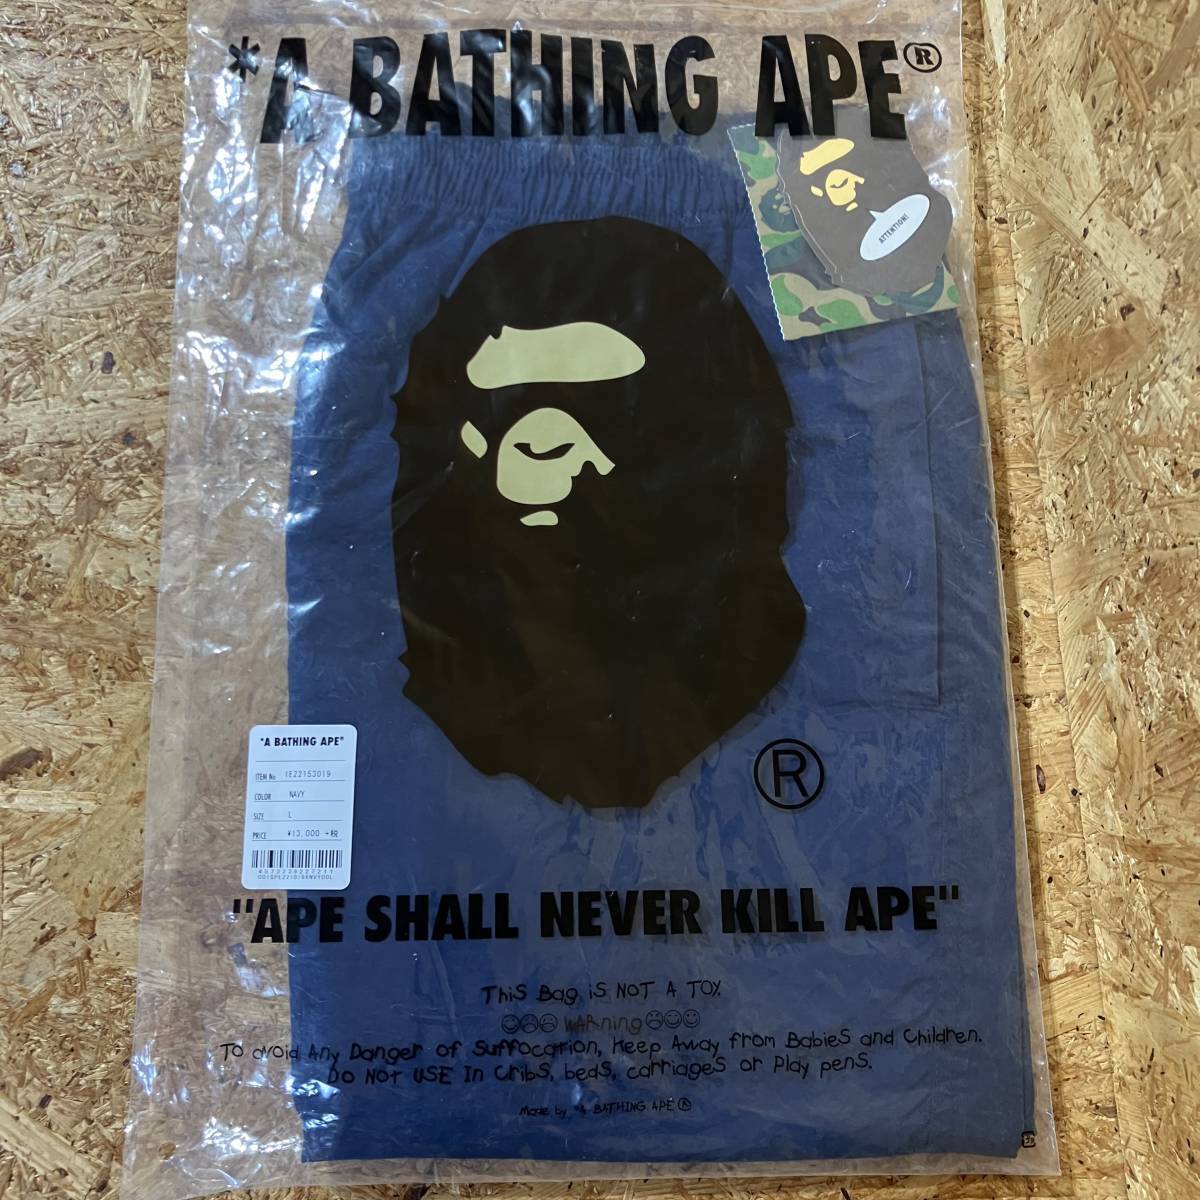 *A BATHING APE®
ATTENTION!
®
"A BATHING APE"
ITEM No 1E22153019
COLOR NAVY
SIZE L
PRICE ¥13,000 +税
"APE SHALL NEVER KILL APE"
This Bag is NOT A TOY.
WARning
To avoid Any Danger of Suffocation, Keep Away from Babies and Children.
DO NOT USE In Cribs, beds, carriages or Play pens.
Made by *A BATHING APE®